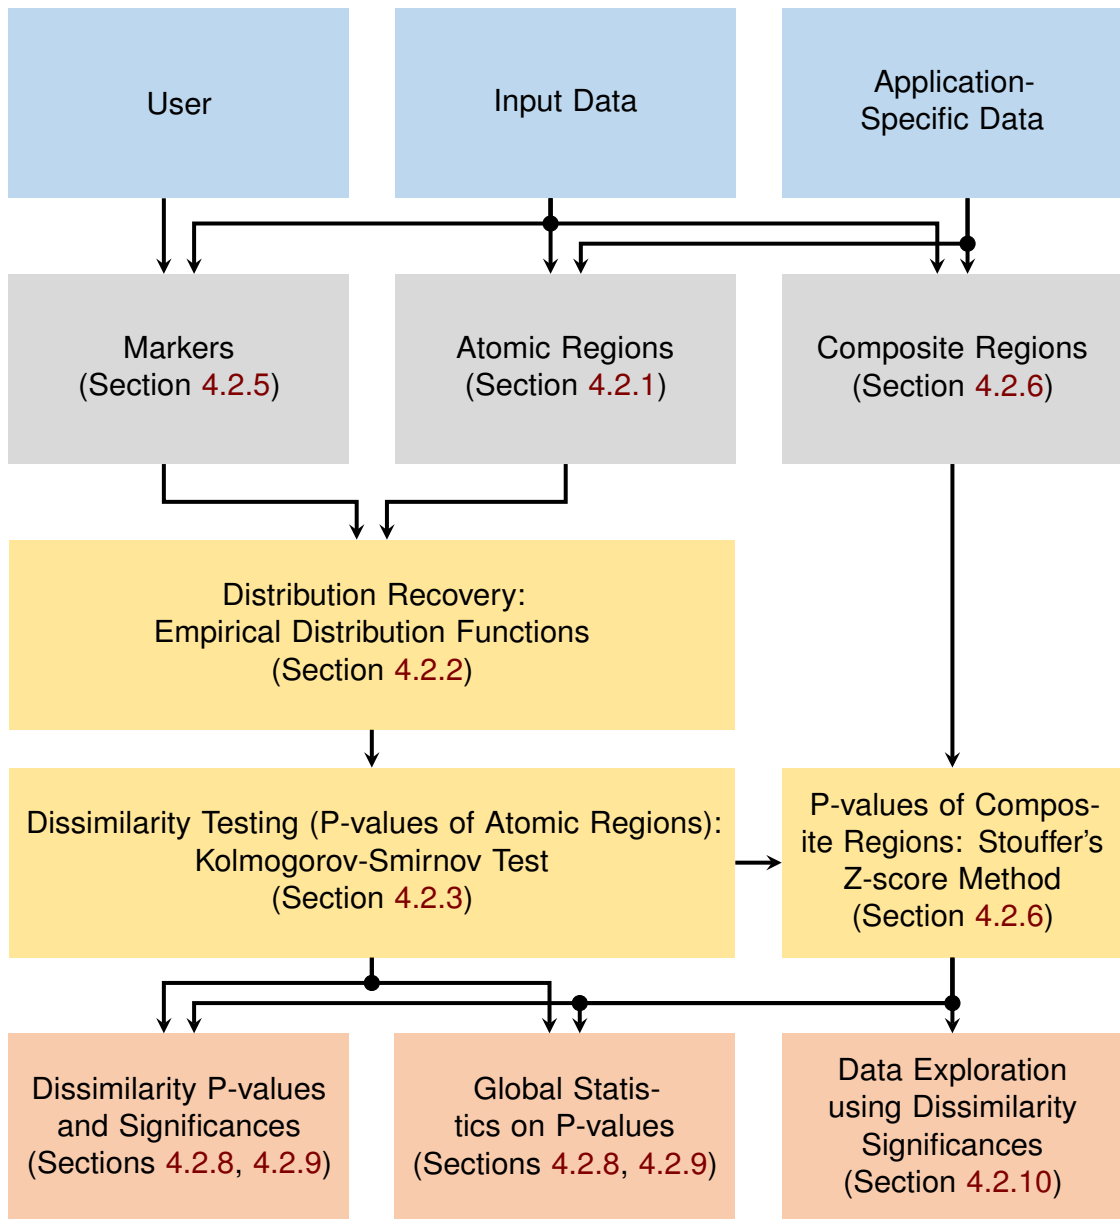 User
Input Data
Application-
Specific Data
Markers
(Section 4.2.5)
Atomic Regions
(Section 4.2.1)
Composite Regions
(Section 4.2.6)
Distribution Recovery:
Empirical Distribution Functions
(Section 4.2.2)
Dissimilarity Testing (P-values of Atomic Regions):
Kolmogorov-Smirnov Test
(Section 4.2.3)
P-values of Compos-
ite Regions: Stouffer's
Z-score Method
(Section 4.2.6)
Dissimilarity P-values
and Significances
(Sections 4.2.8, 4.2.9)
Global Statis-
tics on P-values
(Sections 4.2.8, 4.2.9)
Data Exploration
using Dissimilarity
Significances
(Section 4.2.10)